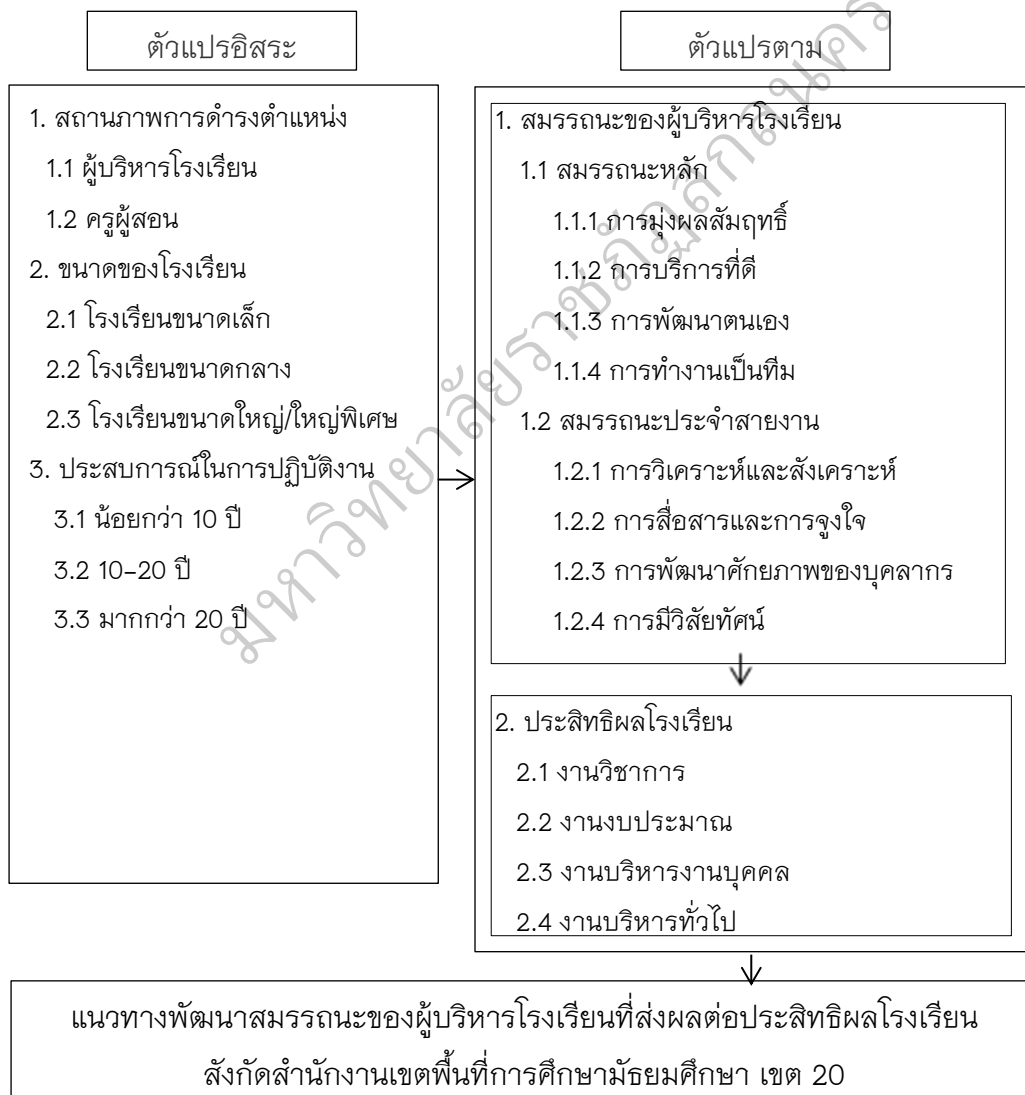 ตัวแปรอิสระ
ตัวแปรตาม
1. สถานภาพการดำรงตำแหน่ง
1.1 ผู้บริหารโรงเรียน
1.2 ครูผู้สอน
2. ขนาดของโรงเรียน
2.1 โรงเรียนขนาดเล็ก
2.2 โรงเรียนขนาดกลาง
2.3 โรงเรียนขนาดใหญ่/ใหญ่พิเศษ
3. ประสบการณ์ในการปฏิบัติงาน
3.1 น้อยกว่า 10 ปี
3.2 10-20 ปี
3.3 มากกว่า 20 ปี
1. สมรรถนะของผู้บริหารโรงเรียน
1.1 สมรรถนะหลัก
1.1.1 การมุ่งผลสัมฤทธิ์
1.1.2 การบริการที่ดี
1.1.3 การพัฒนาตนเอง
1.1.4 การทำงานเป็นทีม
1.2 สมรรถนะประจำสายงาน
1.2.1 การวิเคราะห์และสังเคราะห์
1.2.2 การสื่อสารและการจูงใจ
1.2.3 การพัฒนาศักยภาพของบุคลากร
1.2.4 การมีวิสัยทัศน์
2. ประสิทธิผลโรงเรียน
2.1 งานวิชาการ
2.2 งานงบประมาณ
2.3 งานบริหารงานบุคคล
2.4 งานบริหารทั่วไป
แนวทางพัฒนาสมรรถนะของผู้บริหารโรงเรียนที่ส่งผลต่อประสิทธิผลโรงเรียน
สังกัดสำนักงานเขตพื้นที่การศึกษามัธยมศึกษา เขต 20
มหาวิทยาลัยราชภัฏสกลนคร